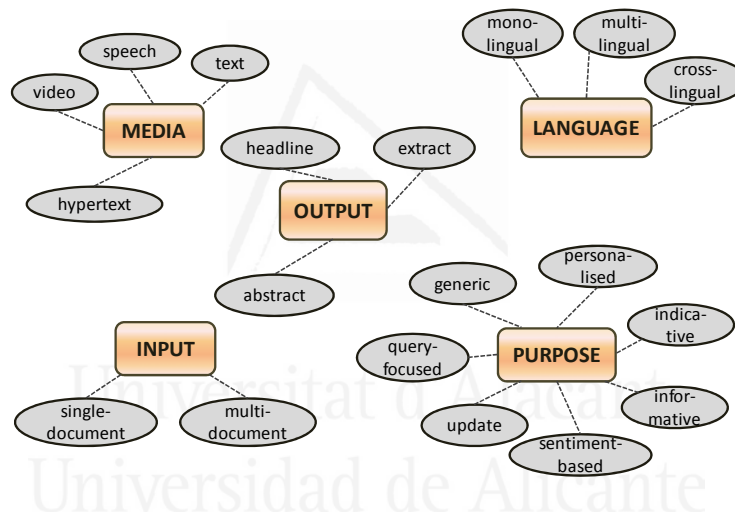 speech
text
video
MEDIA
hypertext
mono-
lingual
multi-
lingual
cross-
lingual
LANGUAGE
headline
extract
OUTPUT
abstract
INPUT
single-
document
multi-
document
generic
persona-
lised
indica-
tive
query-
focused
PURPOSE
update
sentiment-
based
infor-
mative
Universitat d'Alacant
Universidad de Alicante